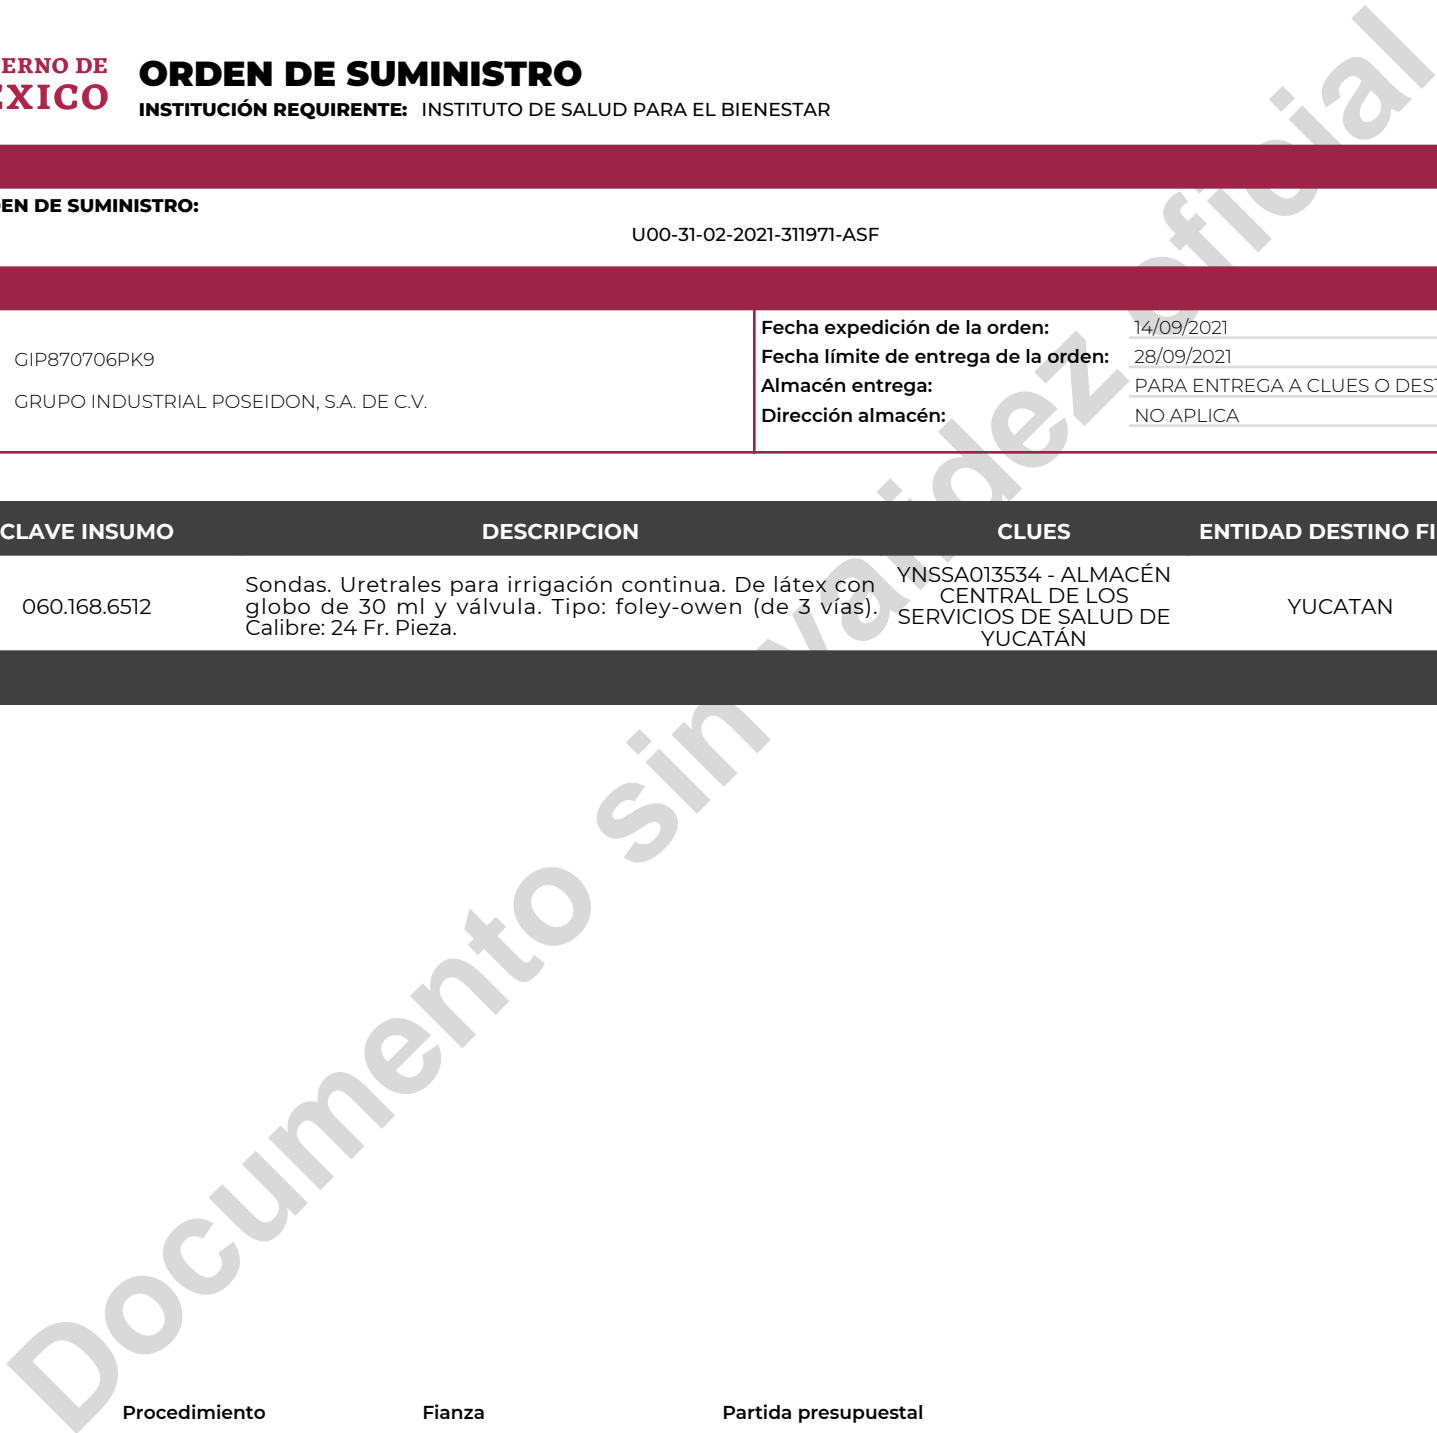 ERNO DE
ÉXICO
ORDEN DE SUMINISTRO
INSTITUCIÓN REQUIRENTE: INSTITUTO DE SALUD PARA EL BIENESTAR
EN DE SUMINISTRO:
U00-31-02-2021-311971-ASF
GIP870706PK9
GRUPO INDUSTRIAL POSEIDON, S.A. DE C.V.
Fecha expedición de la orden: 14/09/2021
Fecha límite de entrega de la orden: 28/09/2021
Almacén entrega: PARA ENTREGA A CLUES O DEST
Dirección almacén: NO APLICA
CLAVE INSUMO DESCRIPCION CLUES ENTIDAD DESTINO FI
060.168.6512
Sondas. Uretrales para irrigación continua. De látex con
globo de 30 ml y válvula. Tipo: foley-owen (de 3 vías).
Calibre: 24 Fr. Pieza.
YNSSA013534 - ALMACÉN
CENTRAL DE LOS
SERVICIOS DE SALUD DE
YUCATÁN
YUCATAN
Documento sin validez oficial
Procedimiento Fianza Partida presupuestal